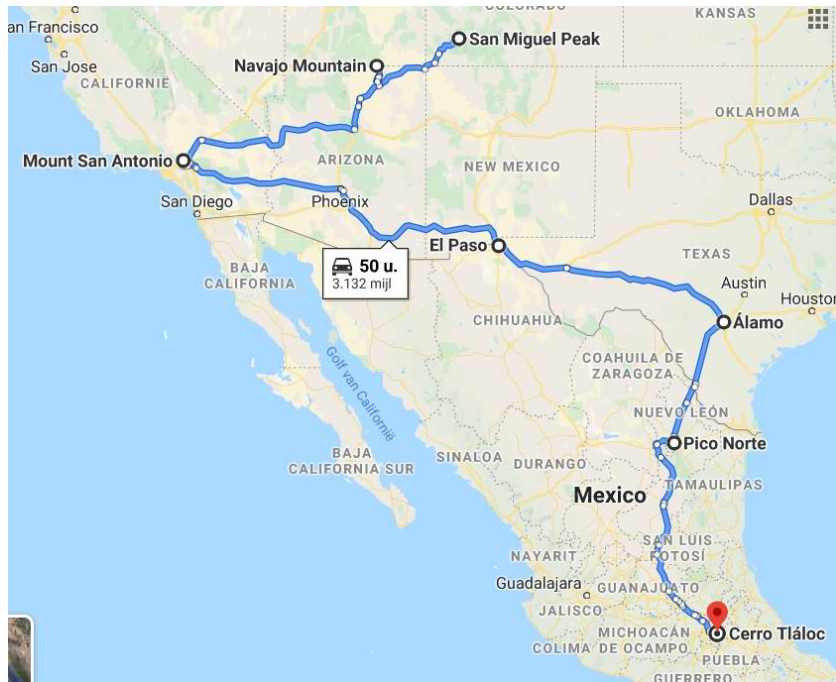 COLORADO
KANSAS
an Francisco
San Miguel Peak
San Jose
Navajo Mountain
CALIFORNIË
OKLAHOMA
Mount San Antonio
ARIZONA
NEW MEXICO
San Diego
Phoenix
Dallas
El Paso
TEXAS
50 u.
3.132 mijl
BAJA
CALIFORNIA
Austin
Houston
CHIHUAHUA
Álamo
Golf van Californië
COAHUILA DE
ZARAGOZA
NUEVO LEÓN
Pico Norte
BAJA
CALIFORNIA SUR
SINALOA
DURANGO
TAMAULIPAS
Mexico
SAN LUIS
POTOSÍ
NAYARIT
Guadalajara
GUANAJUATO
JALISCO
MICHOACÁN
Cerro Tláloc
COLIMA
DE OCAMPO
PUEBLA
GUERRERO